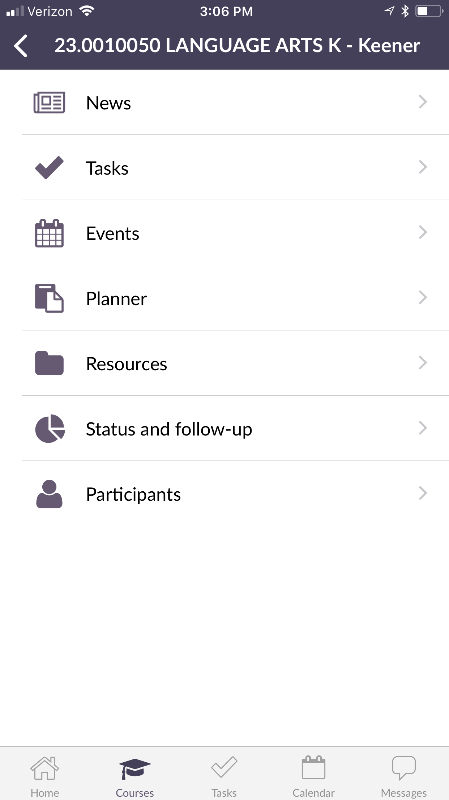 Verizon 3:06 PM
23.0010050 LANGUAGE ARTS K - Keener
News
Tasks
Events
Planner
Resources
Status and follow-up
Participants
Home Courses Tasks Calendar Messages